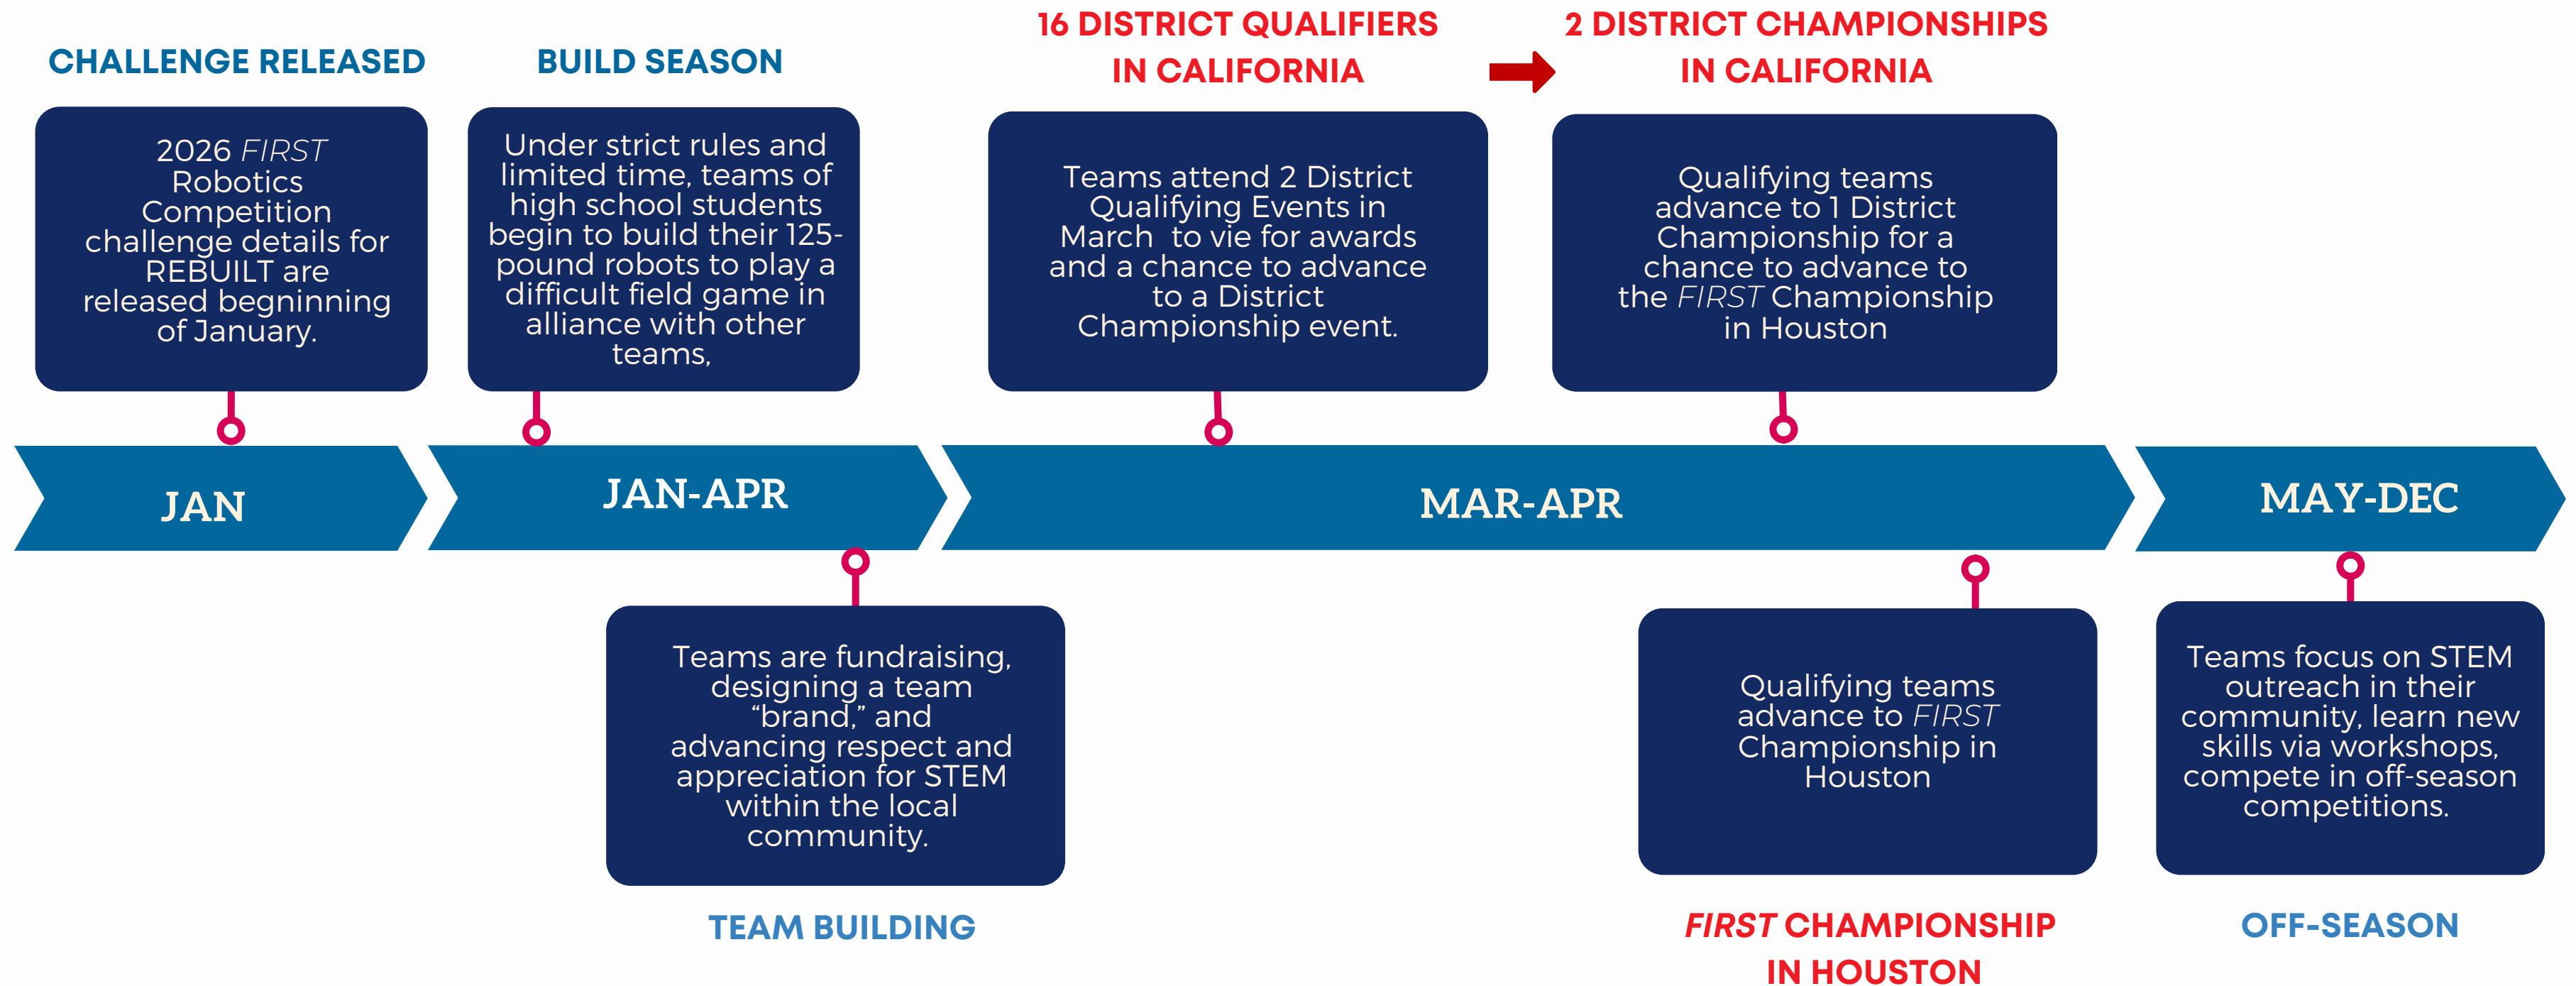 CHALLENGE RELEASED
2026 FIRST
Robotics
Competition
challenge details for
REBUILT are
released begninning
of January.
BUILD SEASON
Under strict rules and
limited time, teams of
high school students
begin to build their 125-
pound robots to play a
difficult field game in
alliance with other
teams,
16 DISTRICT QUALIFIERS
IN CALIFORNIA
Teams attend 2 District
Qualifying Events in
March to vie for awards
and a chance to advance
to a District
Championship event.
2 DISTRICT CHAMPIONSHIPS
IN CALIFORNIA
Qualifying teams
advance to 1 District
Championship for a
chance to advance to
the FIRST Championship
in Houston
JAN
JAN-APR
MAR-APR
MAY-DEC
Teams are fundraising,
designing a team
“brand,” and
advancing respect and
appreciation for STEM
within the local
community.
TEAM BUILDING
Qualifying teams
advance to FIRST
Championship in
Houston
FIRST CHAMPIONSHIP
IN HOUSTON
Teams focus on STEM
outreach in their
community, learn new
skills via workshops,
compete in off-season
competitions.
OFF-SEASON